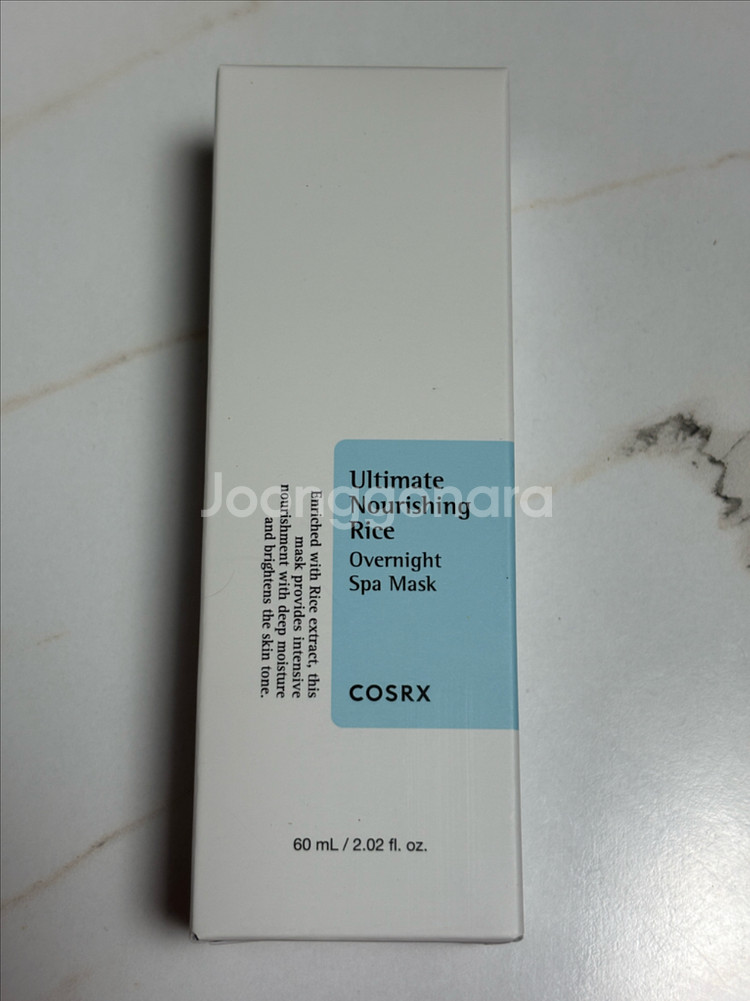 Ultimate
Nourishing
Rice
Overnight
Spa Mask
COSRX
Enriched with Rice extract, this
mask provides intensive
nourishment with deep moisture
and brightens the skin tone.
60 mL / 2.02 fl. oz.
Joonggonara